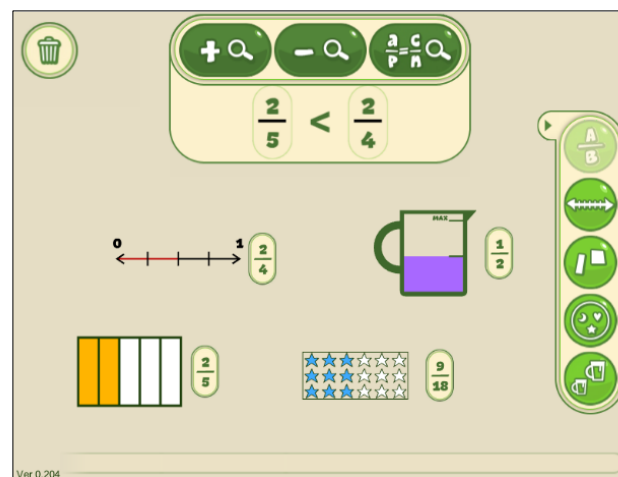 + -
a/p = c/m
2/5 < 2/4
A/B
0 1 2/4
MAX
1/2
2/5
9/18
Ver 0.204